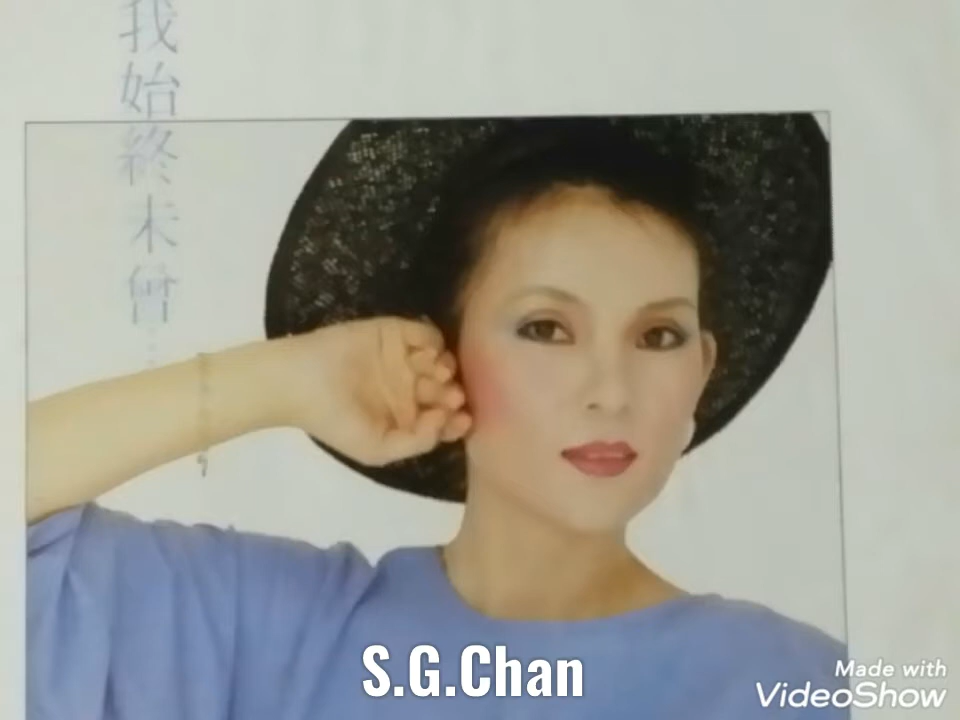 我始終未曾……
S.G.Chan
Made with
VideoShow